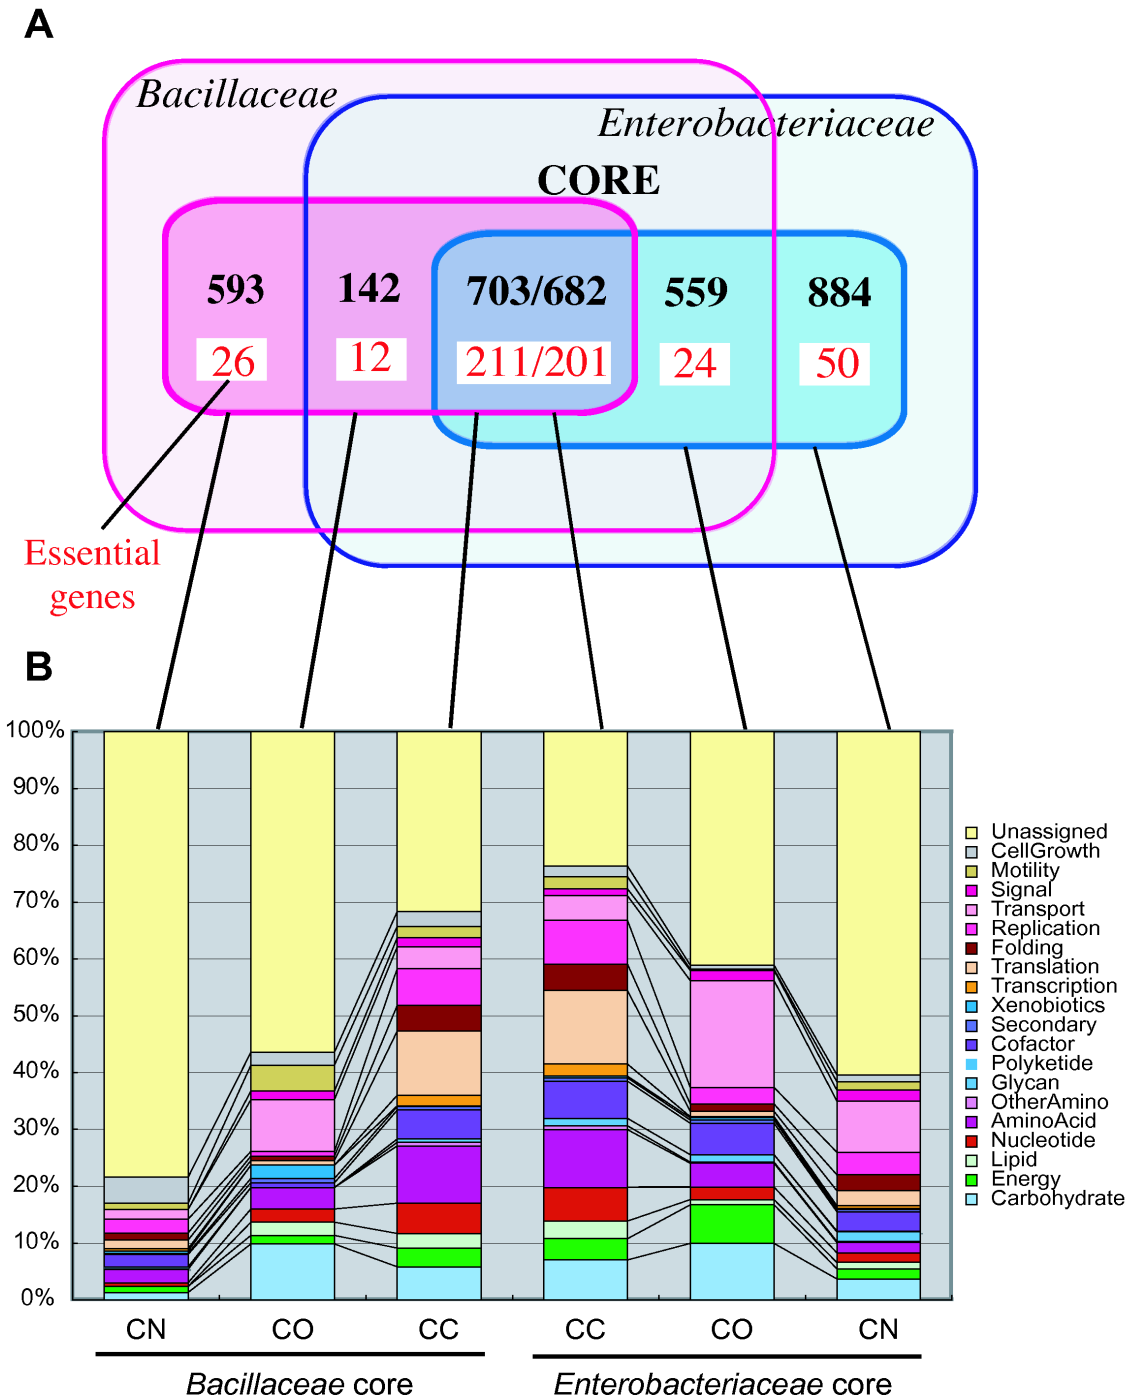 A
Bacillaceae
Enterobacteriaceae
CORE
593 142 703/682 559 884
26 12 211/201 24 50
Essential
genes
B
100%
90%
80%
70%
60%
50%
40%
30%
20%
10%
0%
Unassigned
CellGrowth
Motility
Signal
Transport
Replication
Folding
Translation
Transcription
Xenobiotics
Secondary
Cofactor
Polyketide
Glycan
OtherAmino
AminoAcid
Nucleotide
Lipid
Energy
Carbohydrate
CN CO CC CC CO CN
Bacillaceae core Enterobacteriaceae core